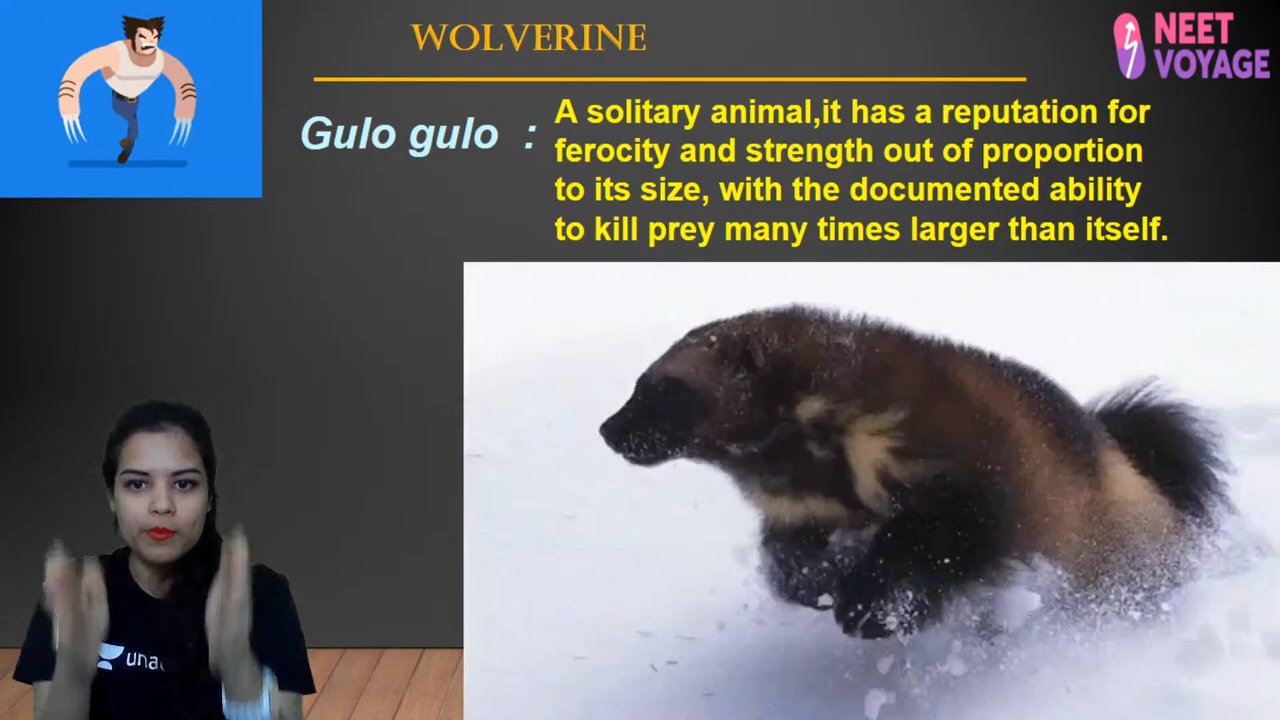 WOLVERINE
NEET
VOYAGE
Gulo gulo :
A solitary animal,it has a reputation for
ferocity and strength out of proportion
to its size, with the documented ability
to kill prey many times larger than itself.